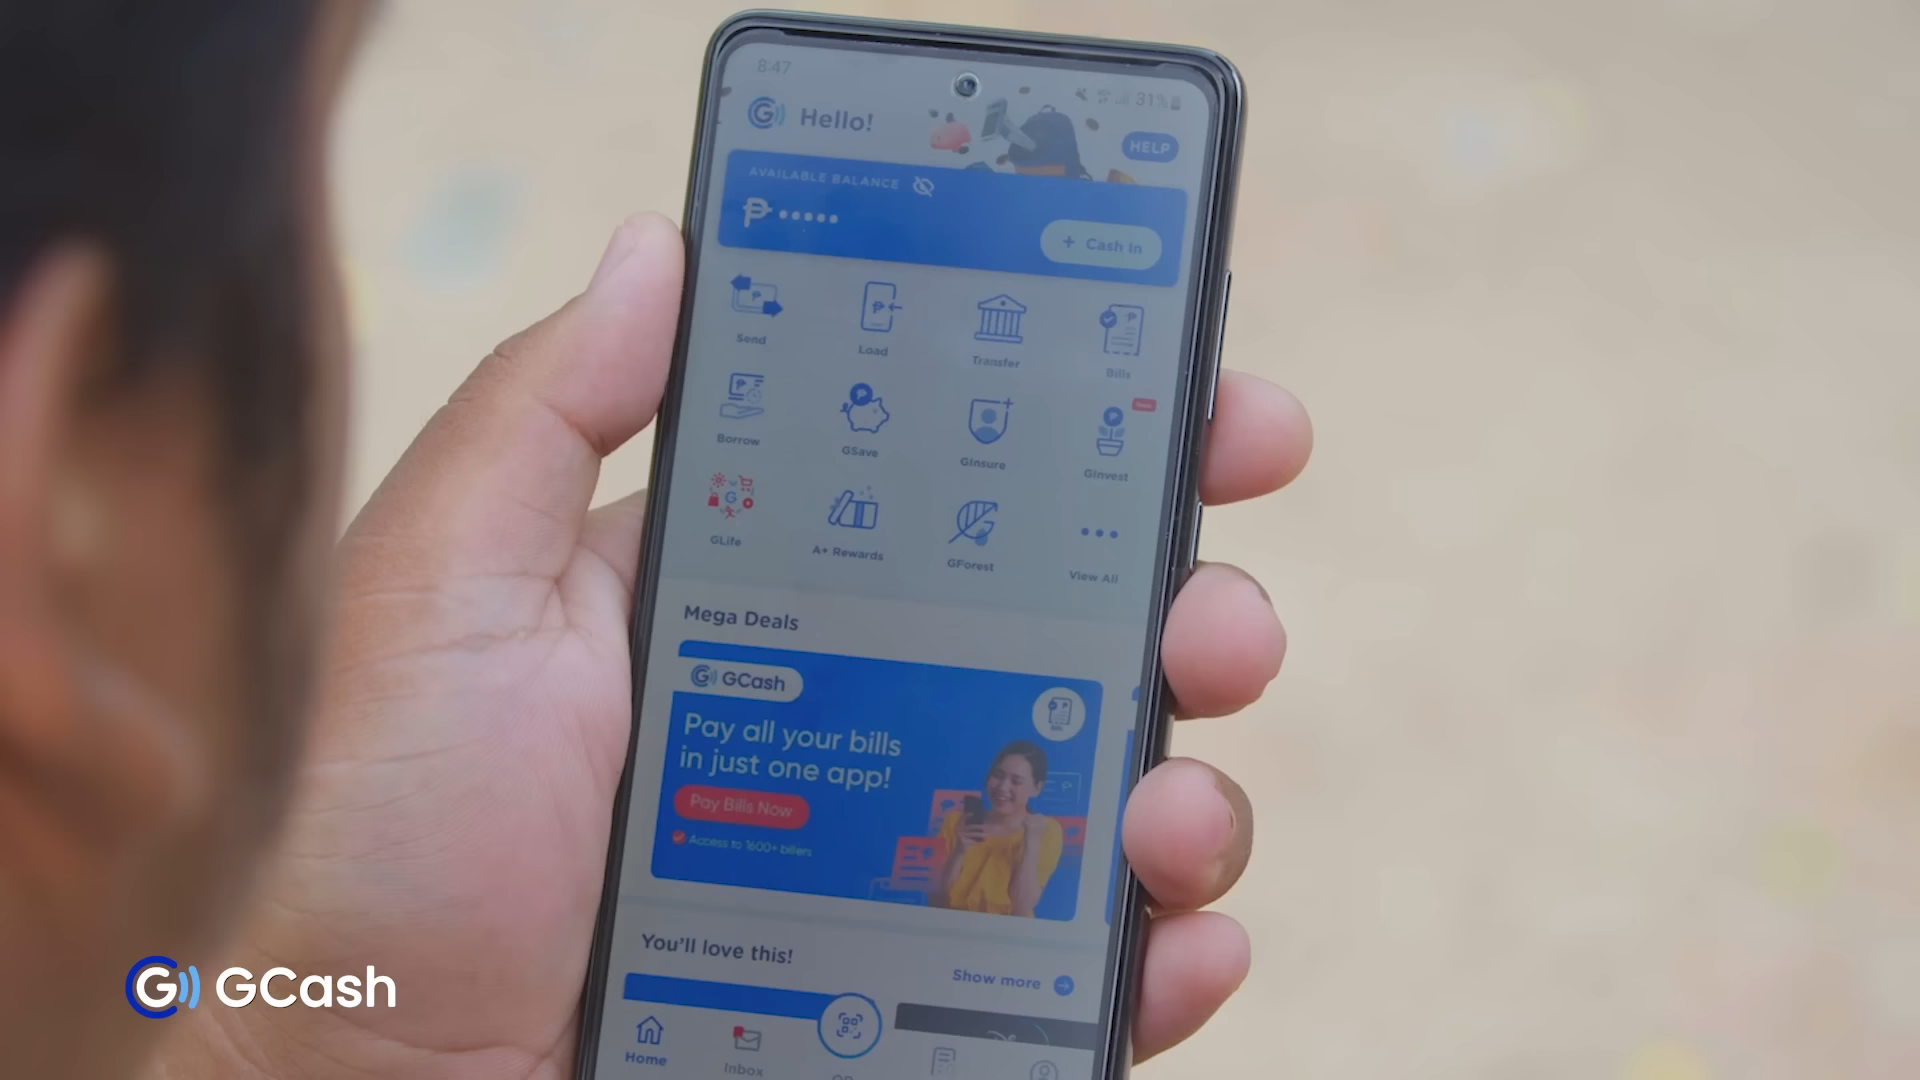 8:47
31%
Hello!
HELP
AVAILABLE BALANCE
₱•••••
+ Cash In
Send
Load
Transfer
Bills
Borrow
GSave
GInsure
GInvest
GLife
A+ Rewards
GForest
View All
Mega Deals
GCash
Pay all your bills
in just one app!
Pay Bills Now
Access to 1600+ billers
You'll love this!
Show more
Home
Inbox
GCash